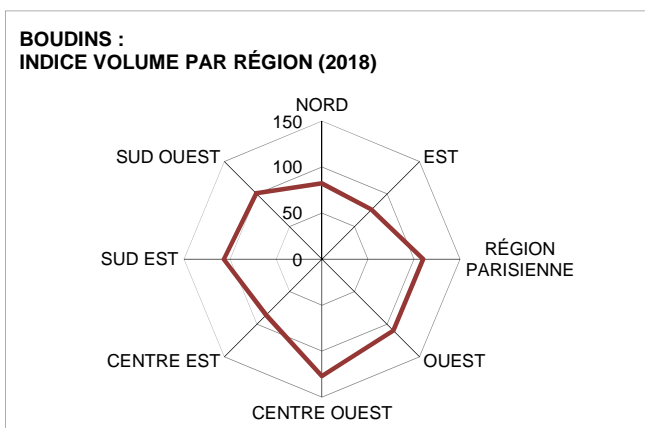 BOUDINS :
INDICE VOLUME PAR RÉGION (2018)
NORD
150
SUD OUEST
EST
100
50
SUD EST
0
RÉGION
PARISIENNE
CENTRE EST
OUEST
CENTRE OUEST